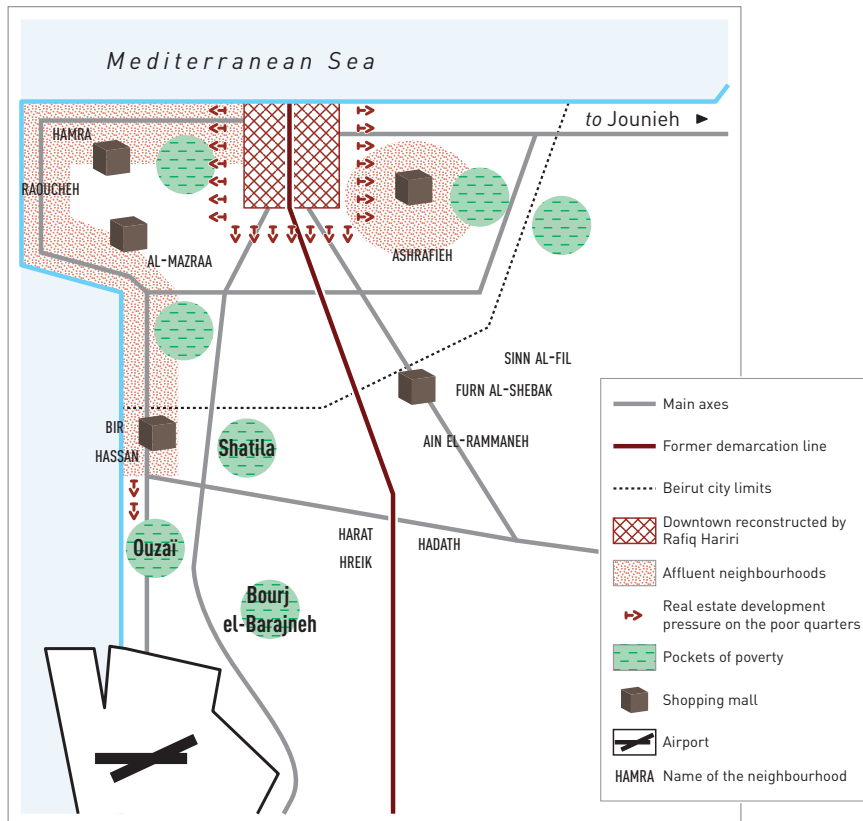 Mediterranean Sea
to Jounieh
HAMRA
RAOUCHEH
AL-MAZRAA
ASHRAFIEH
SINN AL-FIL
FURN AL-SHEBAK
AIN EL-RAMMANEH
BIR
HASSAN
Shatila
Ouzaï
HARAT
HREIK
HADATH
Bourj
el-Barajneh
Main axes
Former demarcation line
Beirut city limits
Downtown reconstructed by
Rafiq Hariri
Affluent neighbourhoods
Real estate development
pressure on the poor quarters
Pockets of poverty
Shopping mall
Airport
HAMRA Name of the neighbourhood